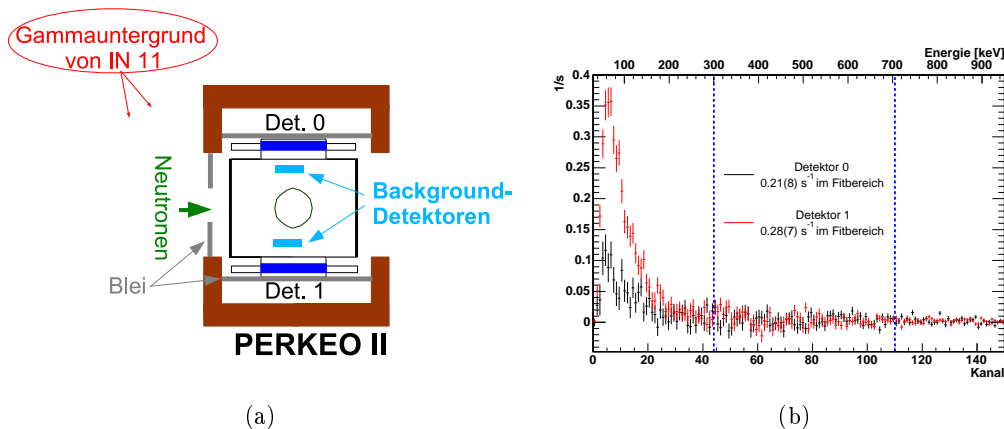 Gammauntergrund
von IN 11
Det. 0
Neutronen
Background-
Detektoren
Blei
Det. 1
PERKEO II
(a)
Energie [keV]
100 200 300 400 500 600 700 800 900
1/s
0.4
0.35
0.3
0.25
0.2
0.15
0.1
0.05
0
Detektor 0
0.21(8) s⁻¹ im Fitbereich
Detektor 1
0.28(7) s⁻¹ im Fitbereich
0 20 40 60 80 100 120 140
Kanal
(b)